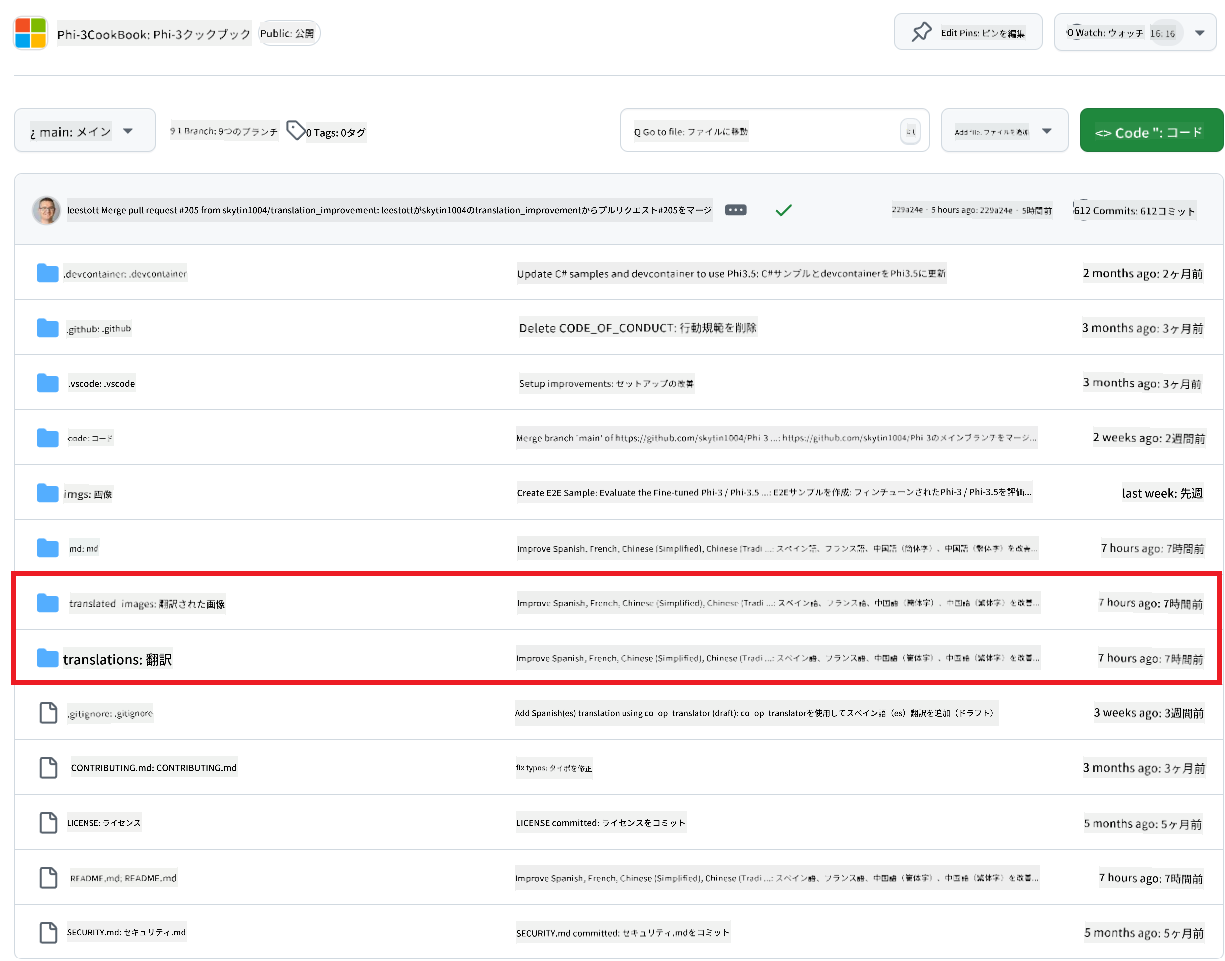 Phi-3CookBook: Phi-3クックブック Public: 公開 Edit Pins: ピンを編集 O Watch: ウォッチ 16: 16
¿ main: メイン 9 1 Branch: 9つのブランチ 0 Tags: 0タグ Q Go to file: ファイルに移動 Add file: ファイルを追加 <> Code ": コード
leestott Merge pull request #205 from skytin1004/translation_improvement: leestottがskytin1004のtranslation_improvementからプルリクエスト#205をマージ 229a24e · 5 hours ago: 229a24e · 5時間前 612 Commits: 612コミット
.devcontainer: .devcontainer Update C# samples and devcontainer to use Phi3.5: C#サンプルとdevcontainerをPhi3.5に更新 2 months ago: 2ヶ月前
.github: .github Delete CODE_OF_CONDUCT: 行動規範を削除 3 months ago: 3ヶ月前
.vscode: .vscode Setup improvements: セットアップの改善 3 months ago: 3ヶ月前
code: コード Merge branch 'main' of https://github.com/skytin1004/Phi 3 ...: https://github.com/skytin1004/Phi 3のメインブランチをマージ... 2 weeks ago: 2週間前
imgs: 画像 Create E2E Sample: Evaluate the Fine-tuned Phi-3 / Phi-3.5 ...: E2Eサンプルを作成: フィンチューンされたPhi-3 / Phi-3.5を評価... last week: 先週
md: md Improve Spanish, French, Chinese (Simplified), Chinese (Tradi ...: スペイン語、フランス語、中国語（簡体字）、中国語（繁体字）を改善... 7 hours ago: 7時間前
translated images: 翻訳された画像 Improve Spanish, French, Chinese (Simplified), Chinese (Tradi ...: スペイン語、フランス語、中国語（簡体字）、中国語（繁体字）を改善... 7 hours ago: 7時間前
translations: 翻訳 Improve Spanish, French, Chinese (Simplified), Chinese (Tradi ...: スペイン語、フランス語、中国語（簡体字）、中国語（繁体字）を改善... 7 hours ago: 7時間前
.gitignore: .gitignore Add Spanish(es) translation using co op translator (draft): co op translatorを使用してスペイン語（es）翻訳を追加（ドラフト） 3 weeks ago: 3週間前
CONTRIBUTING.md: CONTRIBUTING.md fix typos: タイポを修正 3 months ago: 3ヶ月前
LICENSE: ライセンス LICENSE committed: ライセンスをコミット 5 months ago: 5ヶ月前
README.md: README.md Improve Spanish, French, Chinese (Simplified), Chinese (Tradi ...: スペイン語、フランス語、中国語（簡体字）、中国語（繁体字）を改善... 7 hours ago: 7時間前
SECURITY.md: セキュリティ.md SECURITY.md committed: セキュリティ.mdをコミット 5 months ago: 5ヶ月前